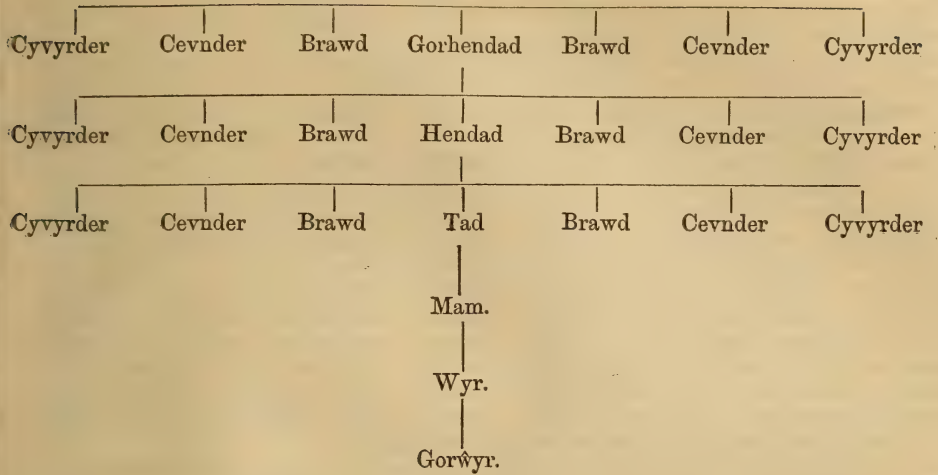 Cyvyrder Cevnder Brawd Gorhendad Brawd Cevnder Cyvyrder
Cyvyrder Cevnder Brawd Hendad Brawd Cevnder Cyvyrder
Cyvyrder Cevnder Brawd Tad Brawd Cevnder Cyvyrder
Mam.
Wyr.
Gorŵyr.